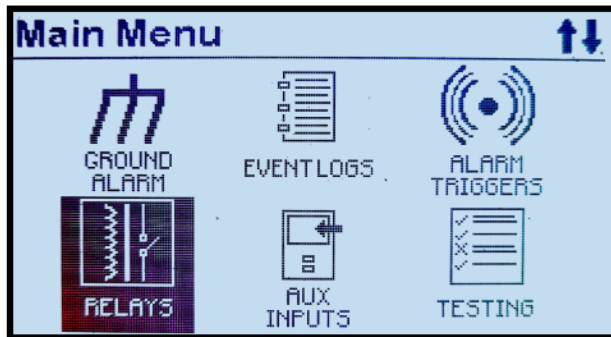 Main Menu
GROUND
ALARM
EVENT LOGS
ALARM
TRIGGERS
RELAYS
AUX
INPUTS
TESTING